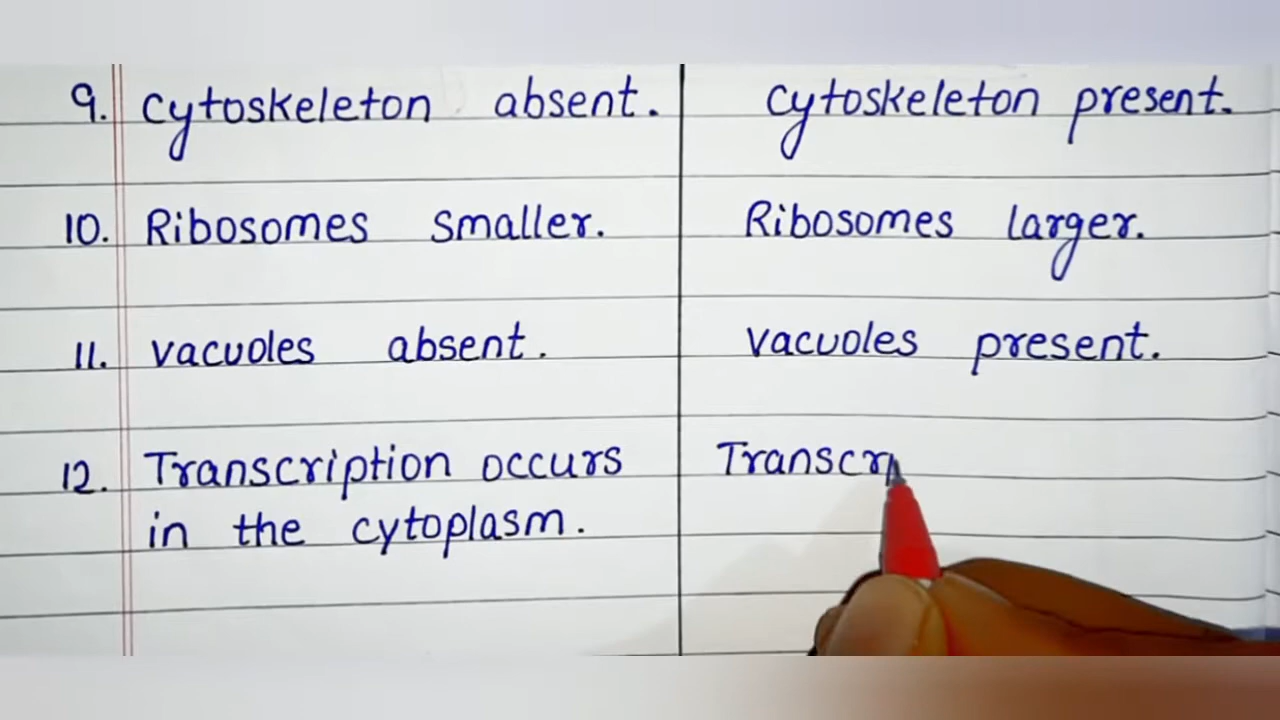 9. Cytoskeleton absent. Cytoskeleton present.
10. Ribosomes smaller. Ribosomes larger.
11. Vacuoles absent. Vacuoles present.
12. Transcription occurs Transcr
in the cytoplasm.